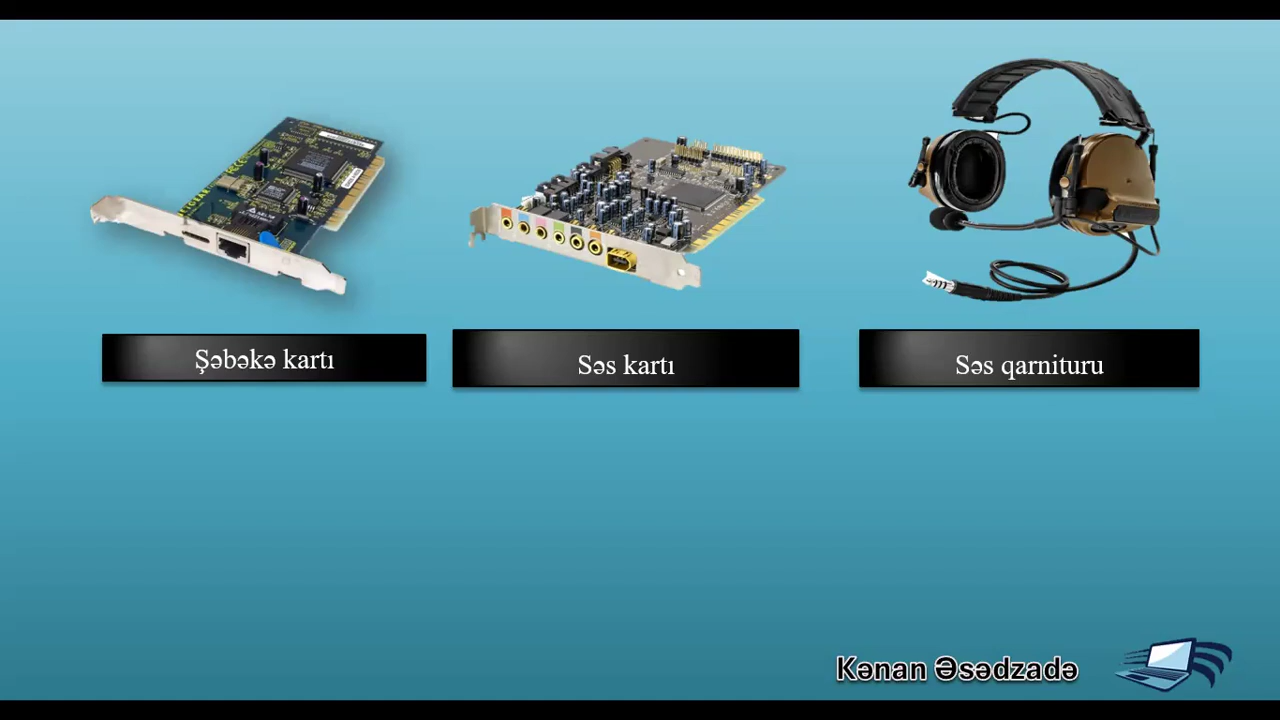 Şəbəkə kartı
Səs kartı
Səs qarnituru
Kənan Əsədzadə